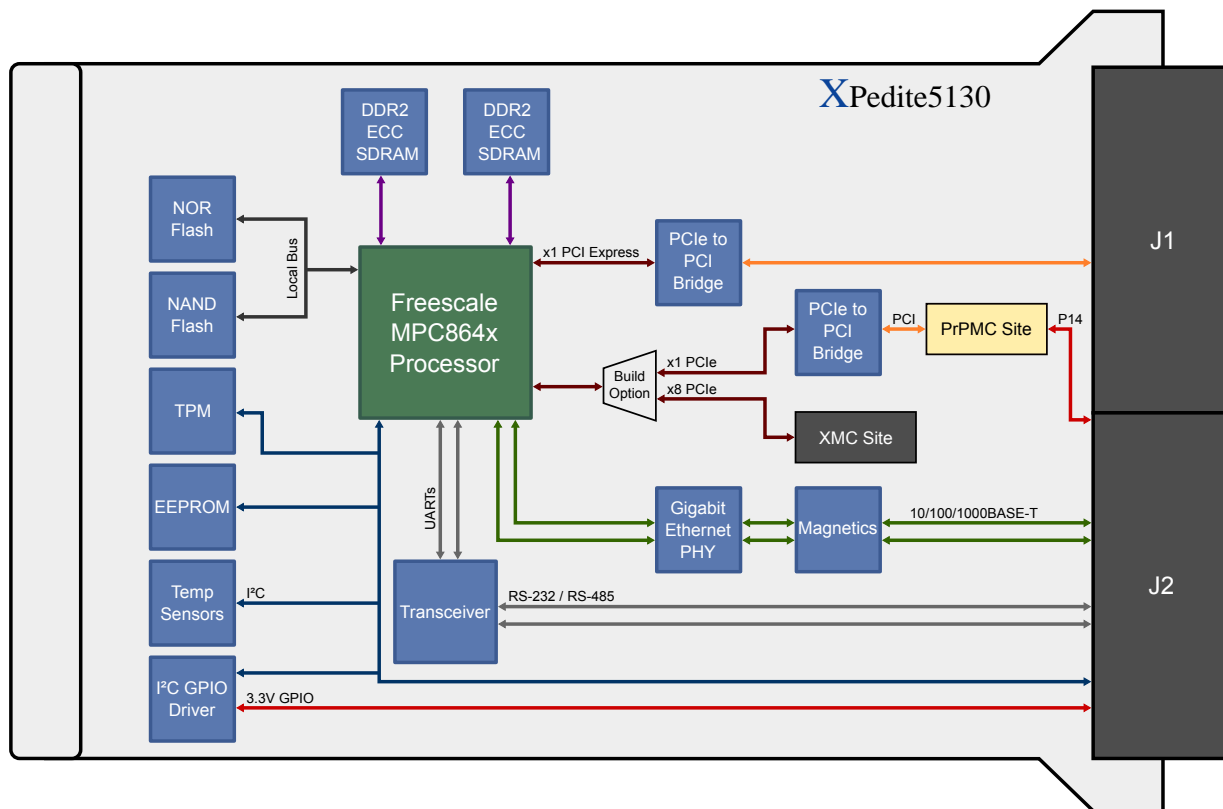 XPedite5130
DDR2
ECC
SDRAM
DDR2
ECC
SDRAM
NOR
Flash
NAND
Flash
Local Bus
Freescale
MPC864x
Processor
x1 PCI Express
PCIe to
PCI
Bridge
J1
PCIe to
PCI
Bridge
PCI
PrPMC Site
P14
Build
Option
x1 PCIe
x8 PCIe
XMC Site
TPM
EEPROM
Temp
Sensors
I²C
I²C GPIO
Driver
3.3V GPIO
UARTs
Transceiver
RS-232 / RS-485
Gigabit
Ethernet
PHY
Magnetics
10/100/1000BASE-T
J2